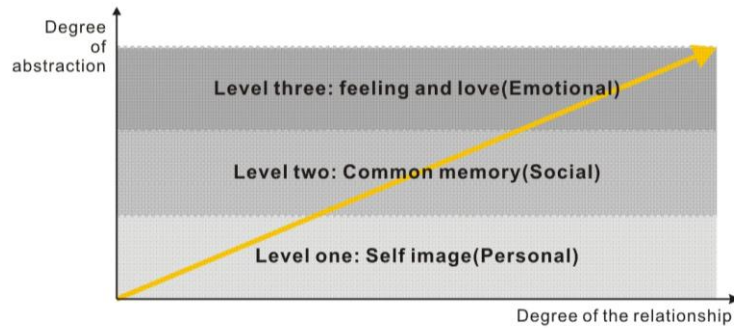 Degree
of
abstraction
Level three: feeling and love(Emotional)
Level two: Common memory(Social)
Level one: Self image(Personal)
Degree of the relationship